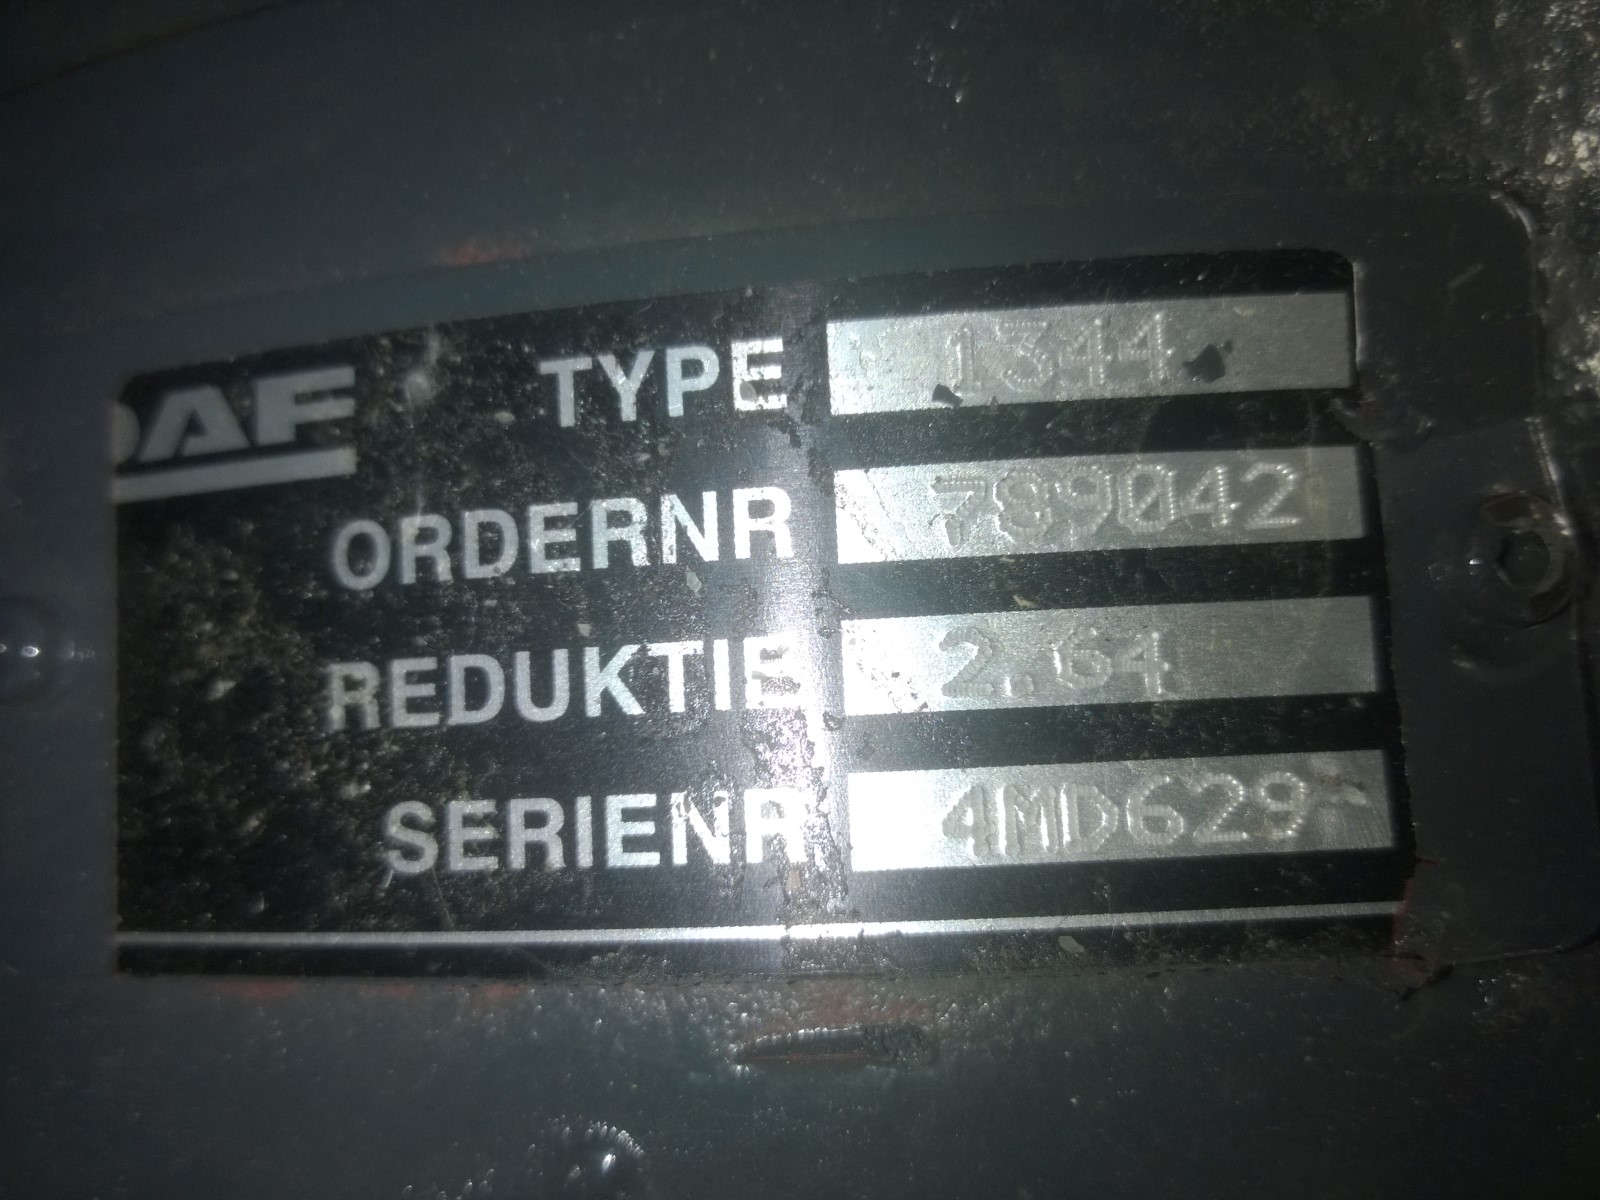 DAF
TYPE 1344
ORDERNR 789042
REDUKTIE 2.64
SERIENR 4MD629